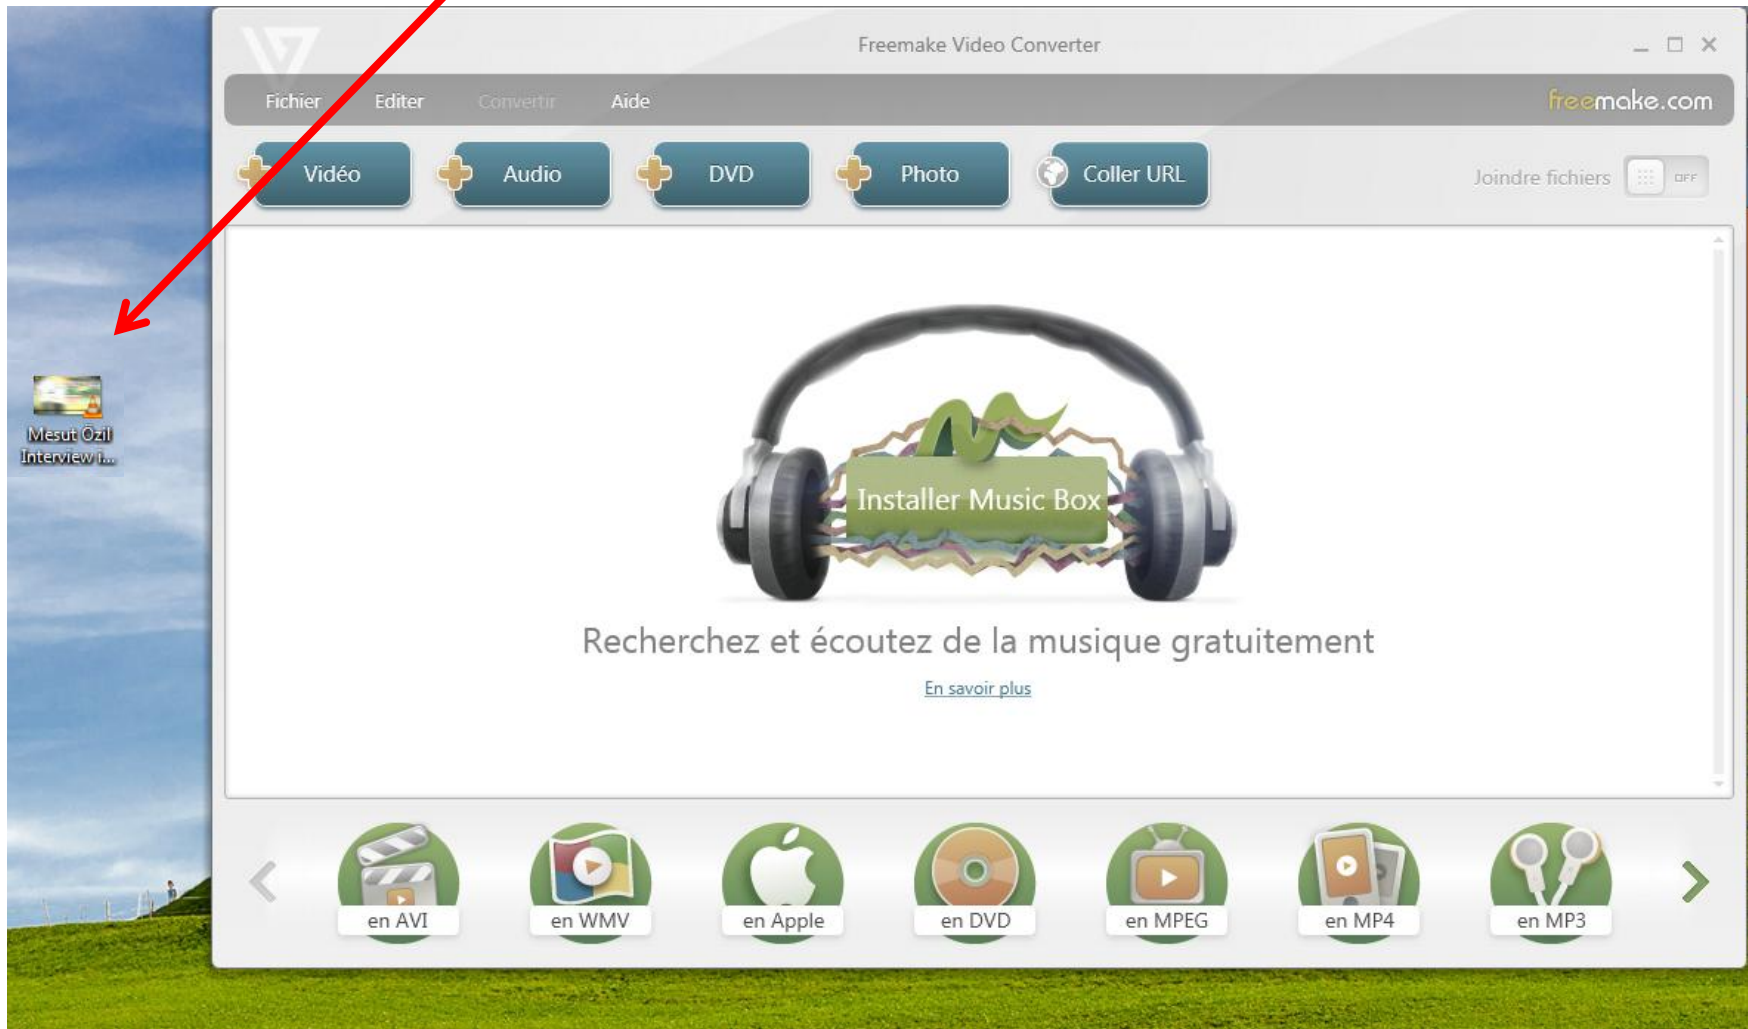 Freemake Video Converter
Fichier Editer Convertir Aide
freemake.com
Vidéo Audio DVD Photo Coller URL
Joindre fichiers OFF
Mesut Özil
Interview i...
Installer Music Box
Recherchez et écoutez de la musique gratuitement
En savoir plus
en AVI en WMV en Apple en DVD en MPEG en MP4 en MP3